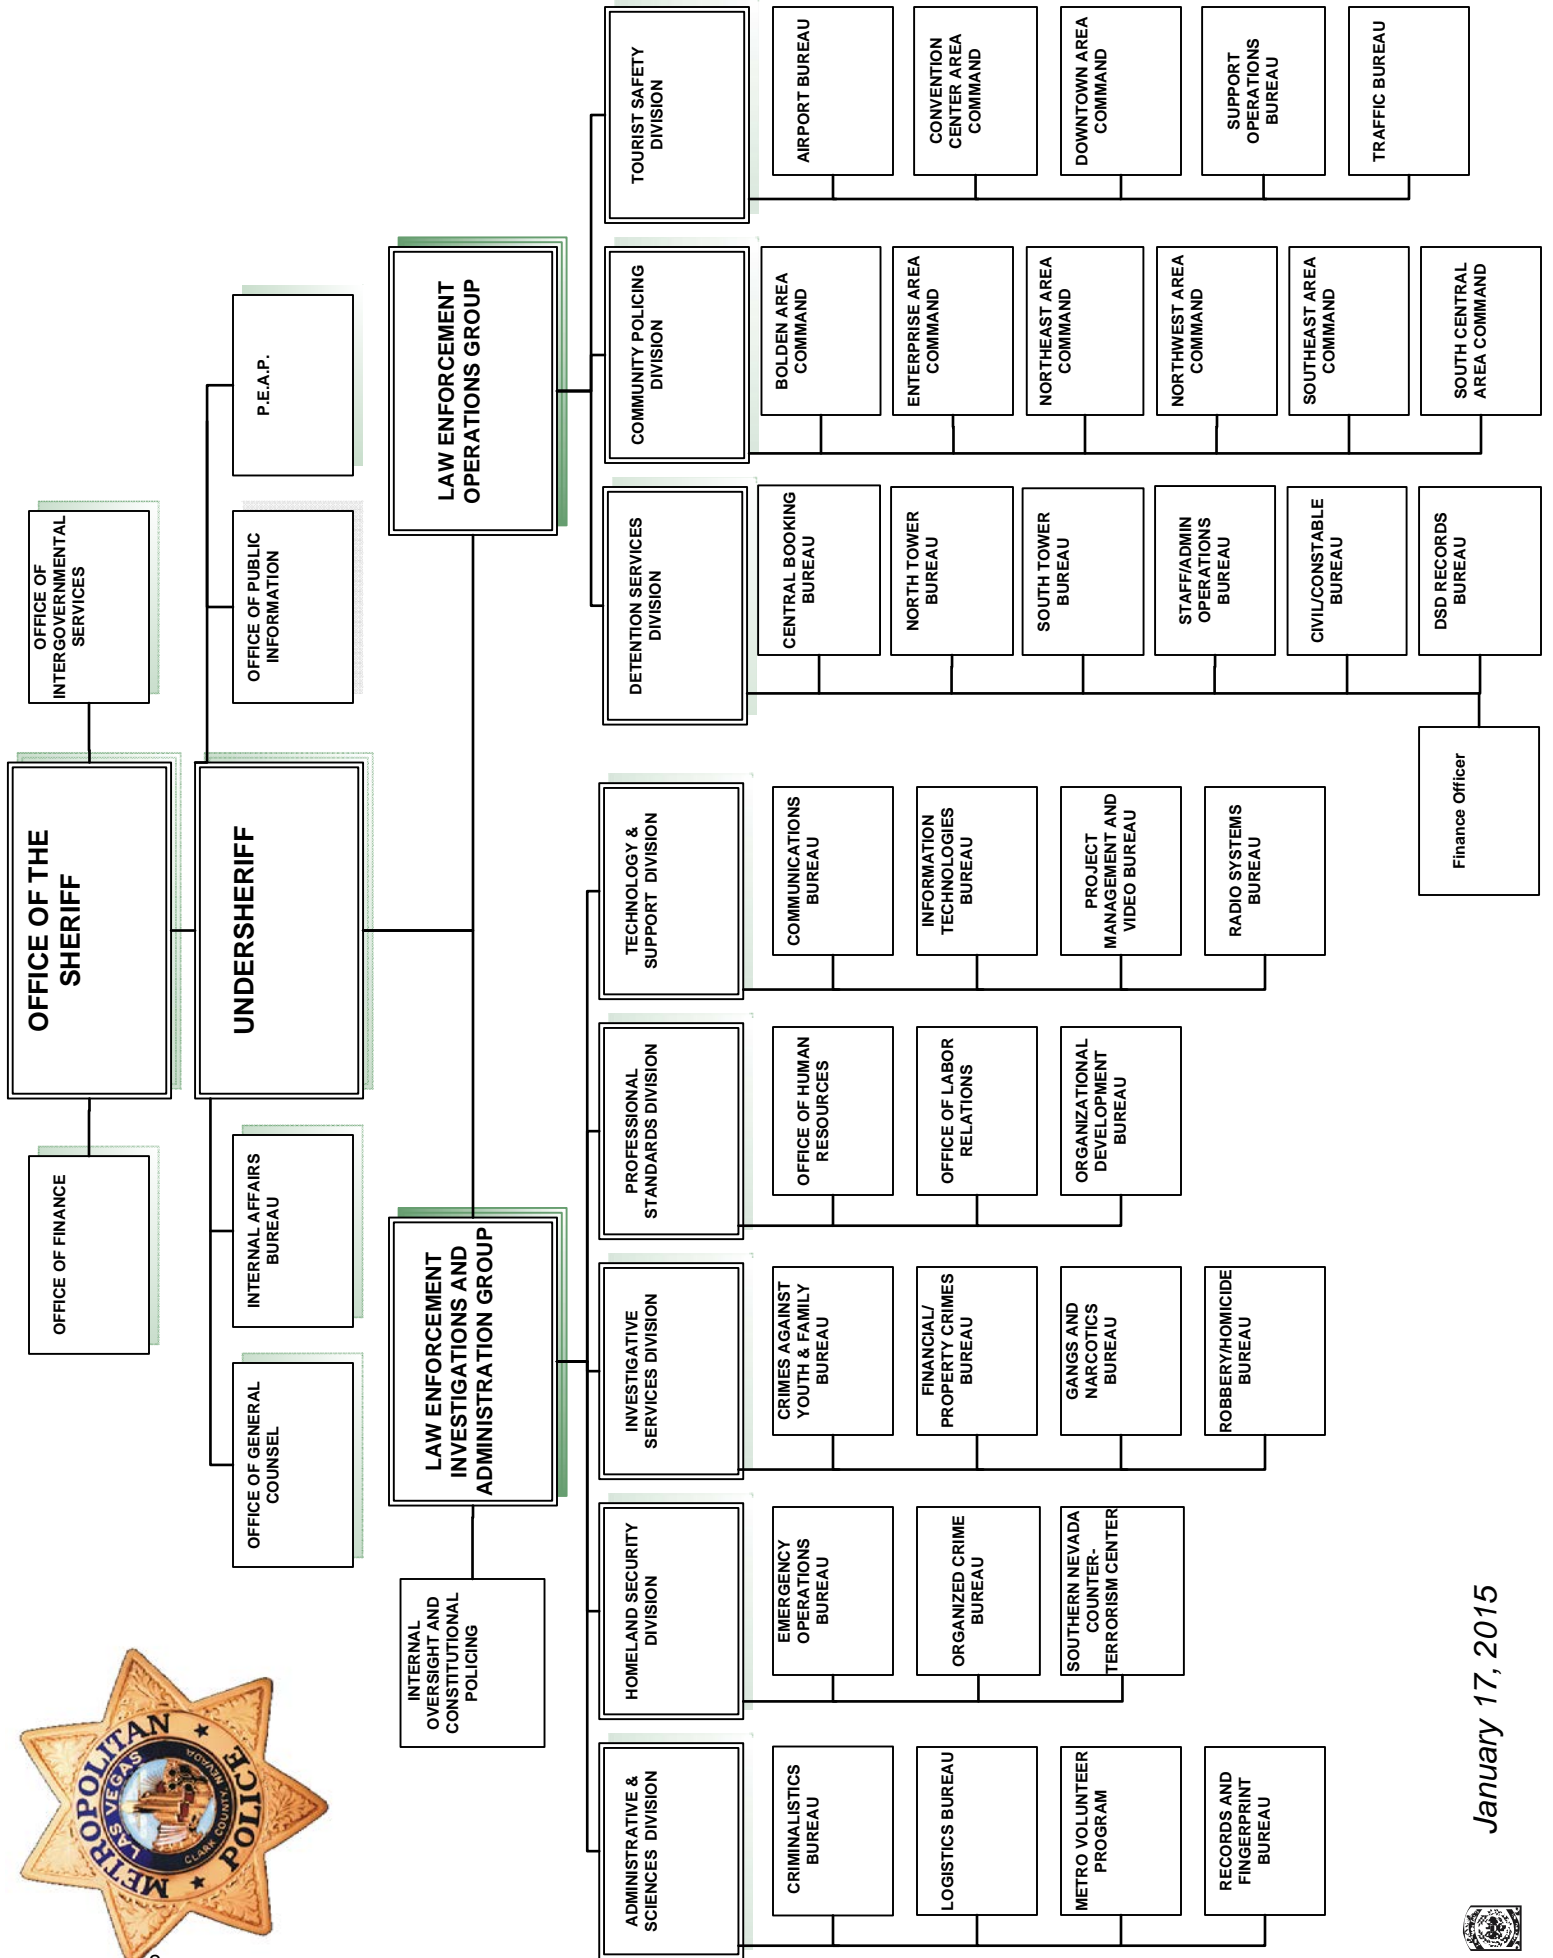 METROPOLITAN
LAS VEGAS
CLARK COUNTY, NEVADA
POLICE
OFFICE OF THE
SHERIFF
OFFICE OF FINANCE
OFFICE OF
INTERGOVERNMENTAL
SERVICES
UNDERSHERIFF
OFFICE OF GENERAL
COUNSEL
INTERNAL AFFAIRS
BUREAU
OFFICE OF PUBLIC
INFORMATION
P.E.A.P.
INTERNAL
OVERSIGHT AND
CONSTITUTIONAL
POLICING
LAW ENFORCEMENT
INVESTIGATIONS AND
ADMINISTRATION GROUP
LAW ENFORCEMENT
OPERATIONS GROUP
ADMINISTRATIVE &
SCIENCES DIVISION
CRIMINALISTICS
BUREAU
LOGISTICS BUREAU
METRO VOLUNTEER
PROGRAM
RECORDS AND
FINGERPRINT
BUREAU
HOMELAND SECURITY
DIVISION
EMERGENCY
OPERATIONS
BUREAU
ORGANIZED CRIME
BUREAU
SOUTHERN NEVADA
COUNTER-
TERRORISM CENTER
INVESTIGATIVE
SERVICES DIVISION
CRIMES AGAINST
YOUTH & FAMILY
BUREAU
FINANCIAL/
PROPERTY CRIMES
BUREAU
GANGS AND
NARCOTICS
BUREAU
ROBBERY/HOMICIDE
BUREAU
PROFESSIONAL
STANDARDS DIVISION
OFFICE OF HUMAN
RESOURCES
OFFICE OF LABOR
RELATIONS
ORGANIZATIONAL
DEVELOPMENT
BUREAU
TECHNOLOGY &
SUPPORT DIVISION
COMMUNICATIONS
BUREAU
INFORMATION
TECHNOLOGIES
BUREAU
PROJECT
MANAGEMENT AND
VIDEO BUREAU
RADIO SYSTEMS
BUREAU
DETENTION SERVICES
DIVISION
CENTRAL BOOKING
BUREAU
NORTH TOWER
BUREAU
SOUTH TOWER
BUREAU
STAFF/ADMIN
OPERATIONS
BUREAU
CIVIL/CONSTABLE
BUREAU
DSD RECORDS
BUREAU
Finance Officer
COMMUNITY POLICING
DIVISION
BOLDEN AREA
COMMAND
ENTERPRISE AREA
COMMAND
NORTHEAST AREA
COMMAND
NORTHWEST AREA
COMMAND
SOUTHEAST AREA
COMMAND
SOUTH CENTRAL
AREA COMMAND
TOURIST SAFETY
DIVISION
AIRPORT BUREAU
CONVENTION
CENTER AREA
COMMAND
DOWNTOWN AREA
COMMAND
SUPPORT
OPERATIONS
BUREAU
TRAFFIC BUREAU
January 17, 2015